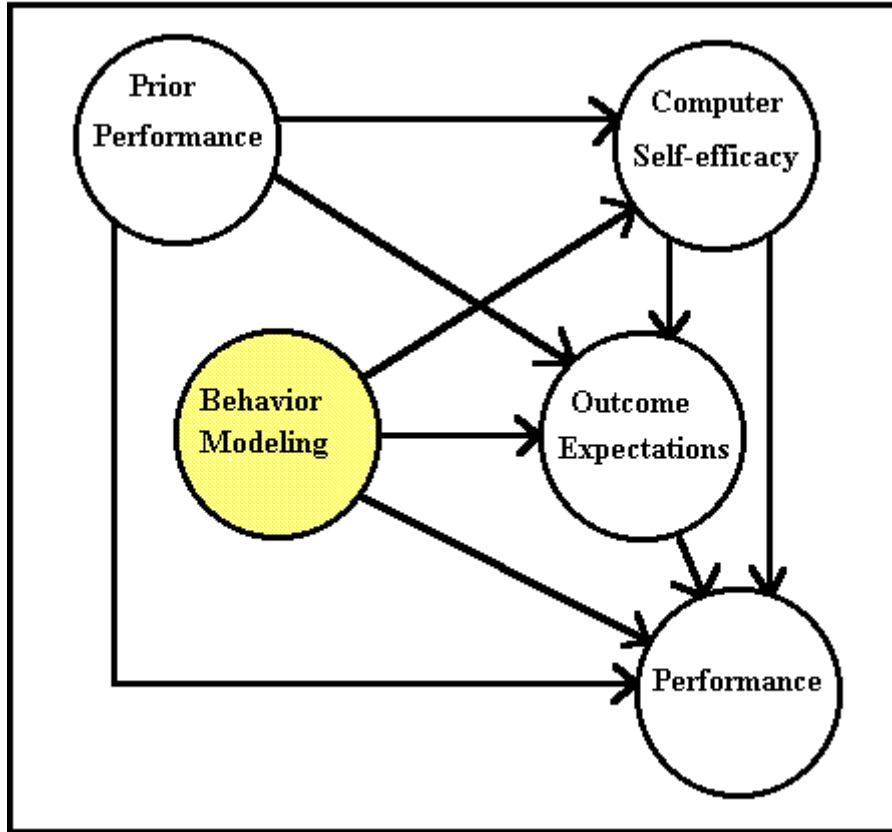 Prior
Performance
Computer
Self-efficacy
Behavior
Modeling
Outcome
Expectations
Performance